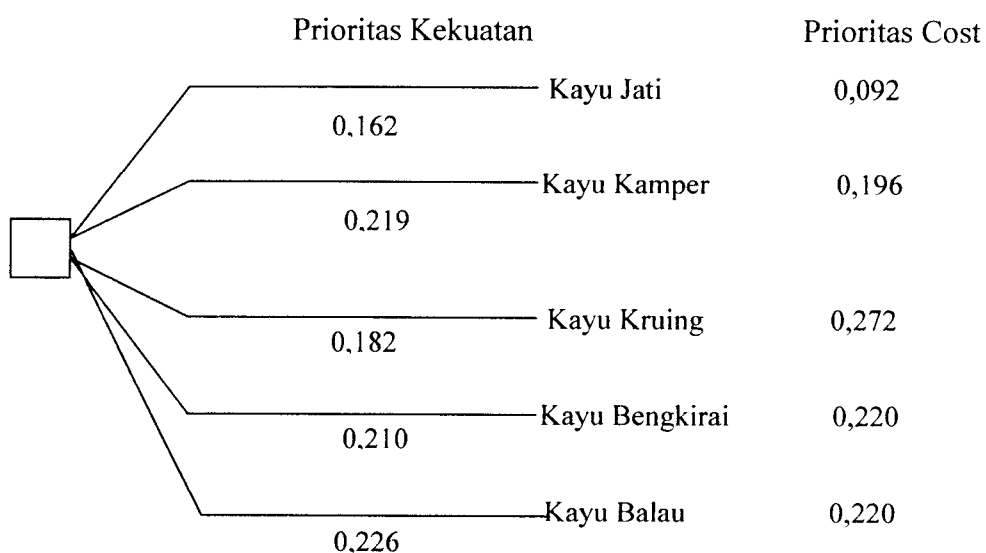 Prioritas Kekuatan Prioritas Cost
Kayu Jati 0,092
0,162
Kayu Kamper 0,196
0,219
Kayu Kruing 0,272
0,182
Kayu Bengkirai 0,220
0,210
Kayu Balau 0,220
0,226